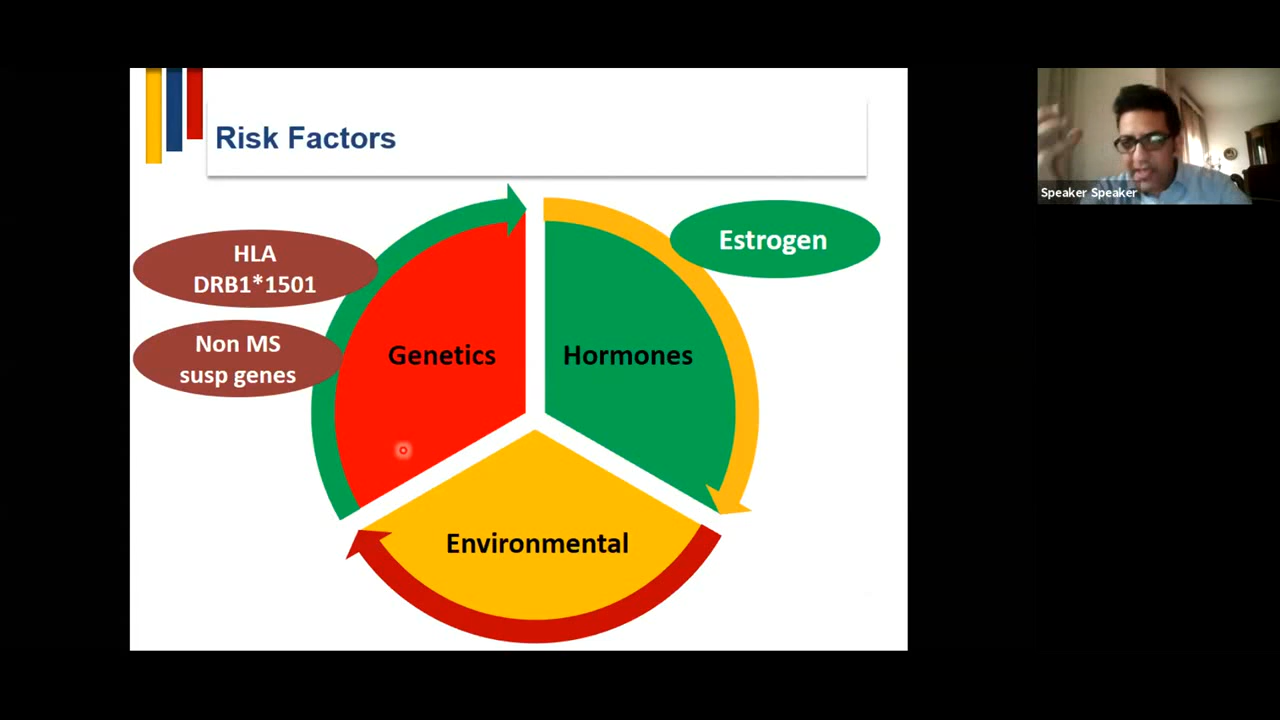 Risk Factors
HLA
DRB1*1501
Non MS
susp genes
Genetics
Hormones
Estrogen
Environmental
Speaker Speaker